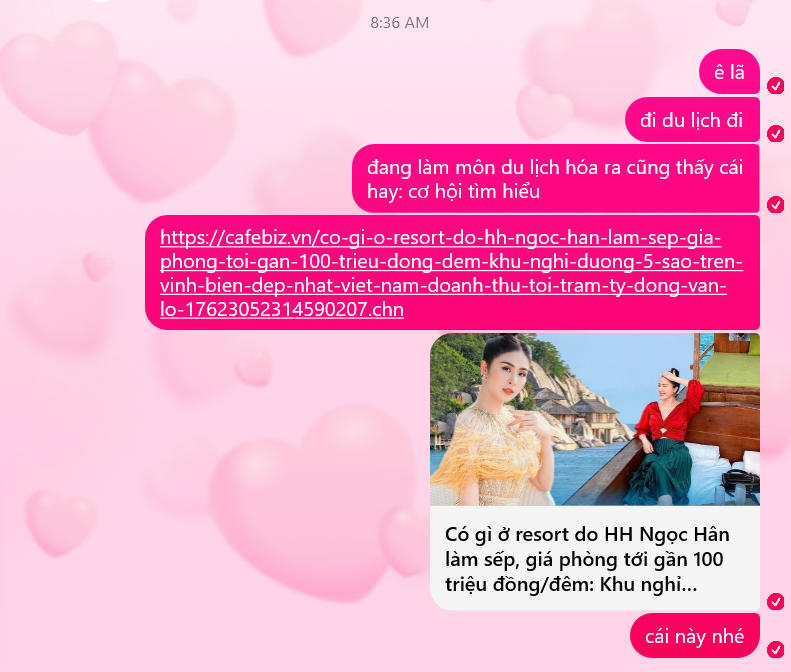 8:36 AM
ê lã
đi du lịch đi
đang làm môn du lịch hóa ra cũng thấy cái
hay: cơ hội tìm hiểu
https://cafebiz.vn/co-gi-o-resort-do-hh-ngoc-han-lam-sep-gia-
phong-toi-gan-100-trieu-dong-dem-khu-nghi-duong-5-sao-tren-
vinh-bien-dep-nhat-viet-nam-doanh-thu-toi-tram-ty-dong-van-
lo-17623052314590207.chn
Có gì ở resort do HH Ngọc Hân
làm sếp, giá phòng tới gần 100
triệu đồng/đêm: Khu nghỉ...
cái này nhé